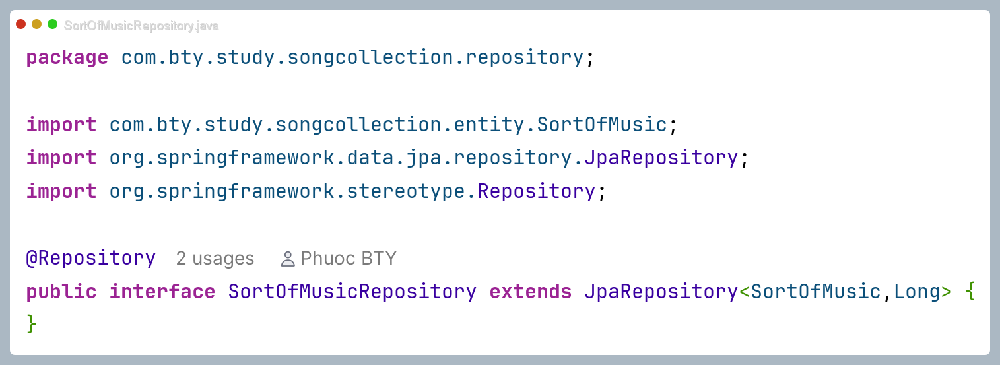 SortOfMusicRepository.java
package com.bty.study.songcollection.repository;
import com.bty.study.songcollection.entity.SortOfMusic;
import org.springframework.data.jpa.repository.JpaRepository;
import org.springframework.stereotype.Repository;
@Repository 2 usages Phuoc BTY
public interface SortOfMusicRepository extends JpaRepository<SortOfMusic,Long> {
}